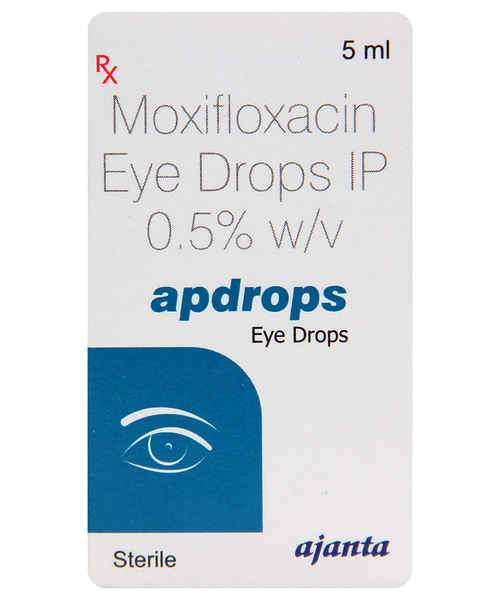 5 ml
Rx
Moxifloxacin
Eye Drops IP
0.5% w/v
apdrops
Eye Drops
Sterile
ajanta